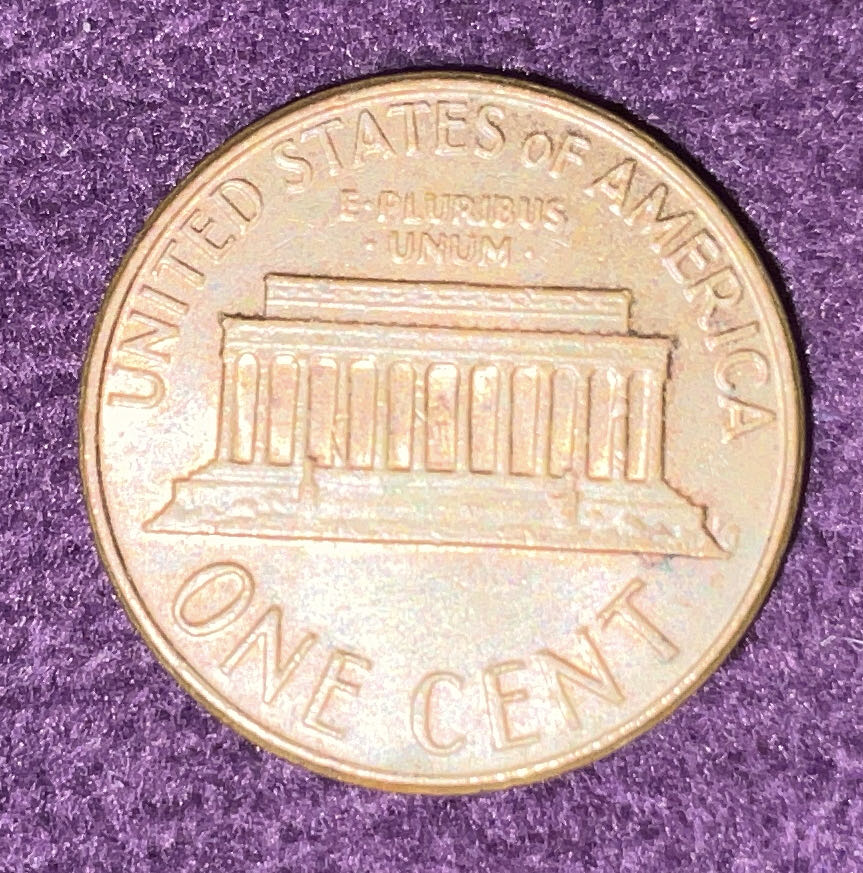 UNITED STATES OF AMERICA
E·PLURIBUS
·UNUM·
ONE CENT